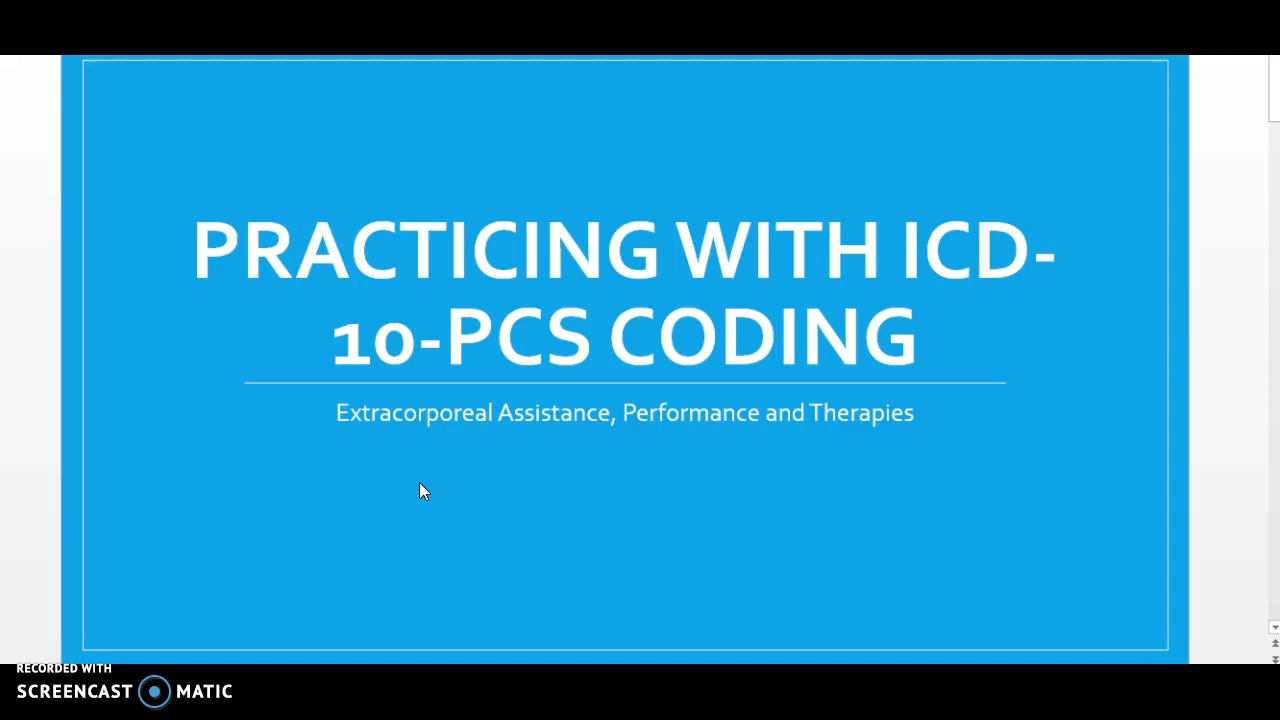 PRACTICING WITH ICD-
10-PCS CODING
Extracorporeal Assistance, Performance and Therapies
RECORDED WITH
SCREENCAST MATIC